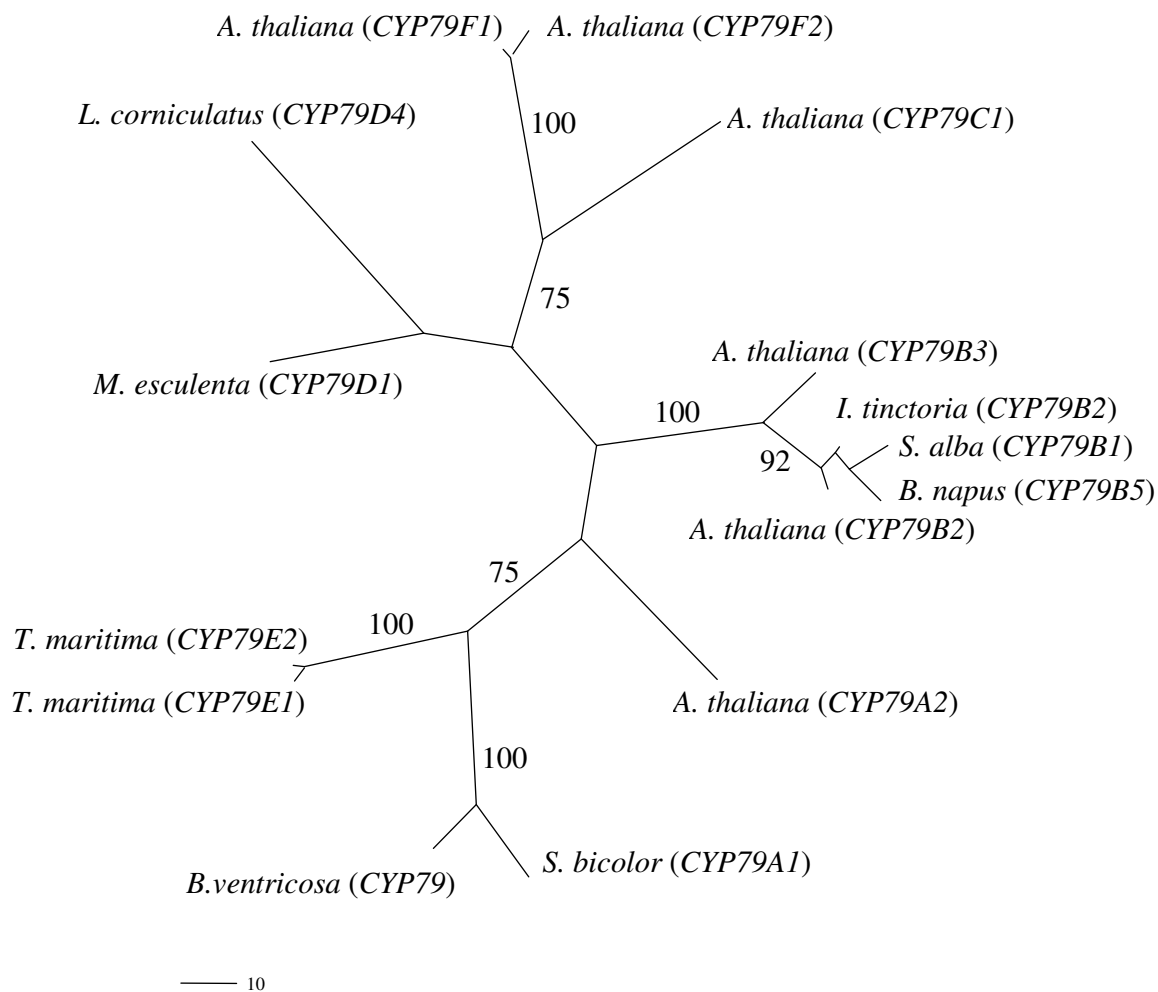 A. thaliana (CYP79F1)
A. thaliana (CYP79F2)
L. corniculatus (CYP79D4)
100
A. thaliana (CYP79C1)
75
A. thaliana (CYP79B3)
M. esculenta (CYP79D1)
100
I. tinctoria (CYP79B2)
S. alba (CYP79B1)
92
B. napus (CYP79B5)
A. thaliana (CYP79B2)
75
100
T. maritima (CYP79E2)
T. maritima (CYP79E1)
A. thaliana (CYP79A2)
100
S. bicolor (CYP79A1)
B.ventricosa (CYP79)
10